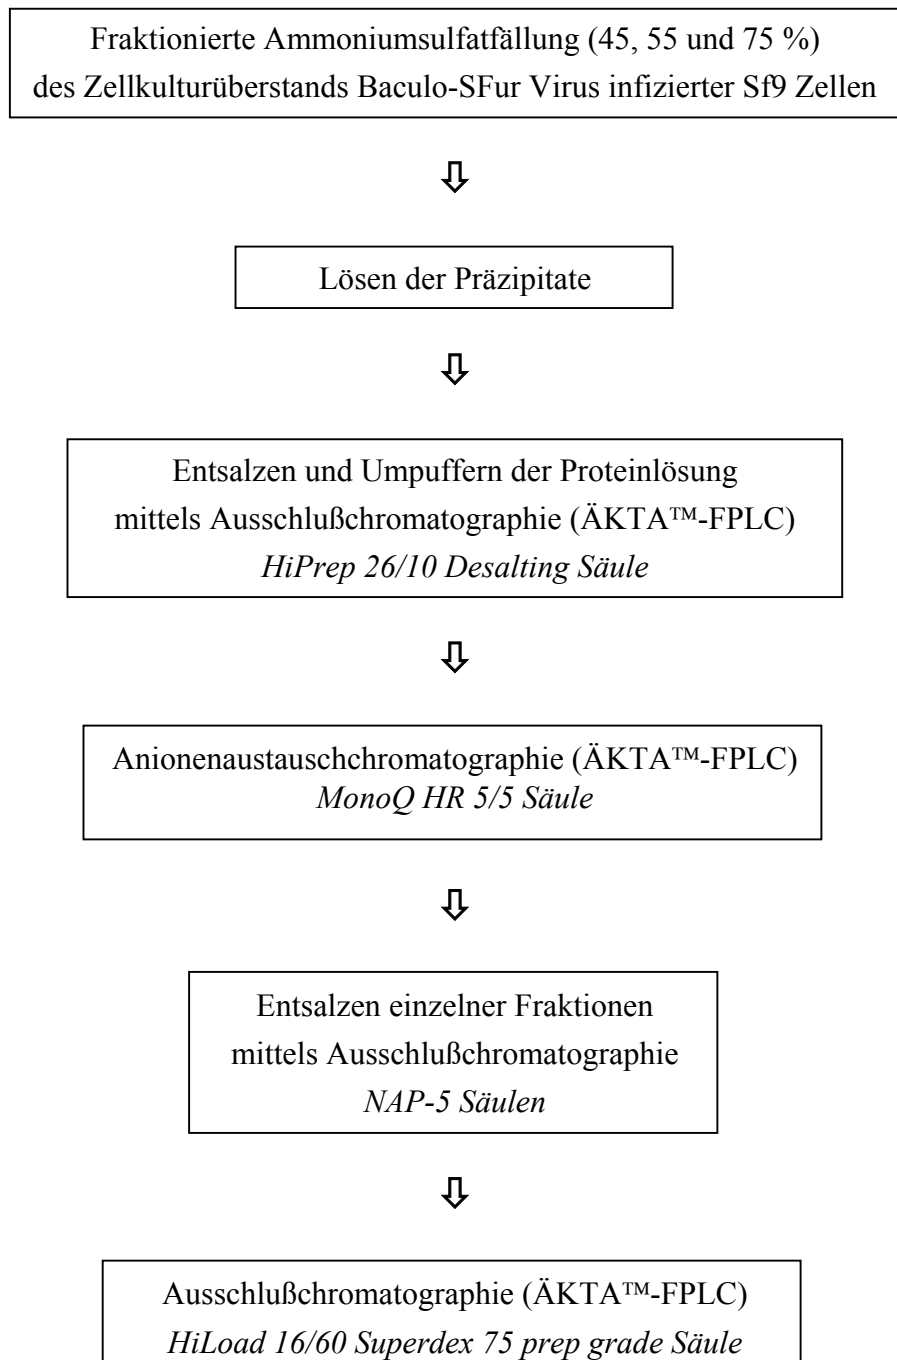 Fraktionierte Ammoniumsulfatfällung (45, 55 und 75 %)
des Zellkulturüberstands Baculo-SFur Virus infizierter Sf9 Zellen
⇩
Lösen der Präzipitate
⇩
Entsalzen und Umpuffern der Proteinlösung
mittels Ausschlußchromatographie (ÄKTA™-FPLC)
HiPrep 26/10 Desalting Säule
⇩
Anionenaustauschchromatographie (ÄKTA™-FPLC)
MonoQ HR 5/5 Säule
⇩
Entsalzen einzelner Fraktionen
mittels Ausschlußchromatographie
NAP-5 Säulen
⇩
Ausschlußchromatographie (ÄKTA™-FPLC)
HiLoad 16/60 Superdex 75 prep grade Säule